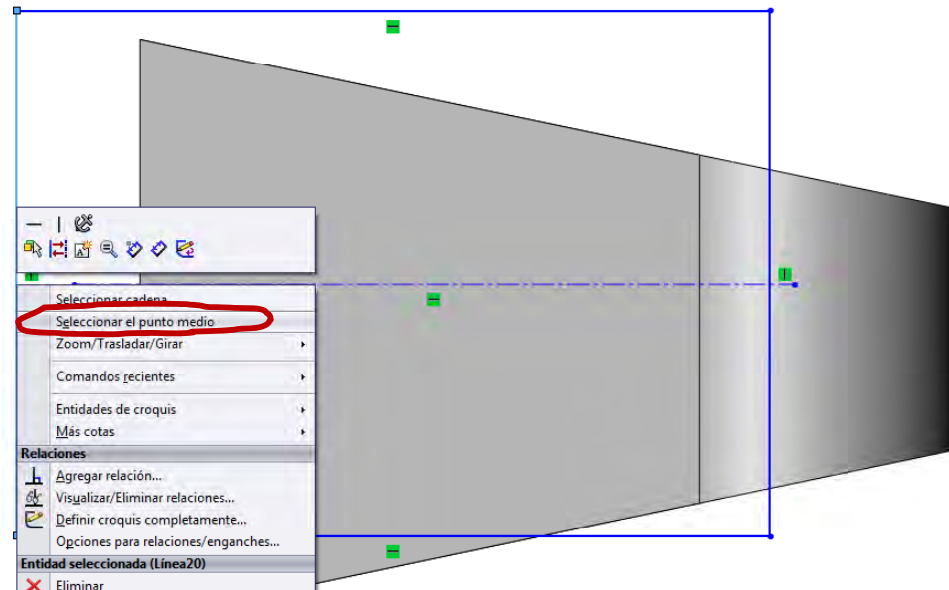 Seleccionar cadena
Seleccionar el punto medio
Zoom/Trasladar/Girar
Comandos recientes
Entidades de croquis
Más cotas
Relaciones
Agregar relación...
Visualizar/Eliminar relaciones...
Definir croquis completamente...
Opciones para relaciones/enganches...
Entidad seleccionada (Línea20)
Eliminar